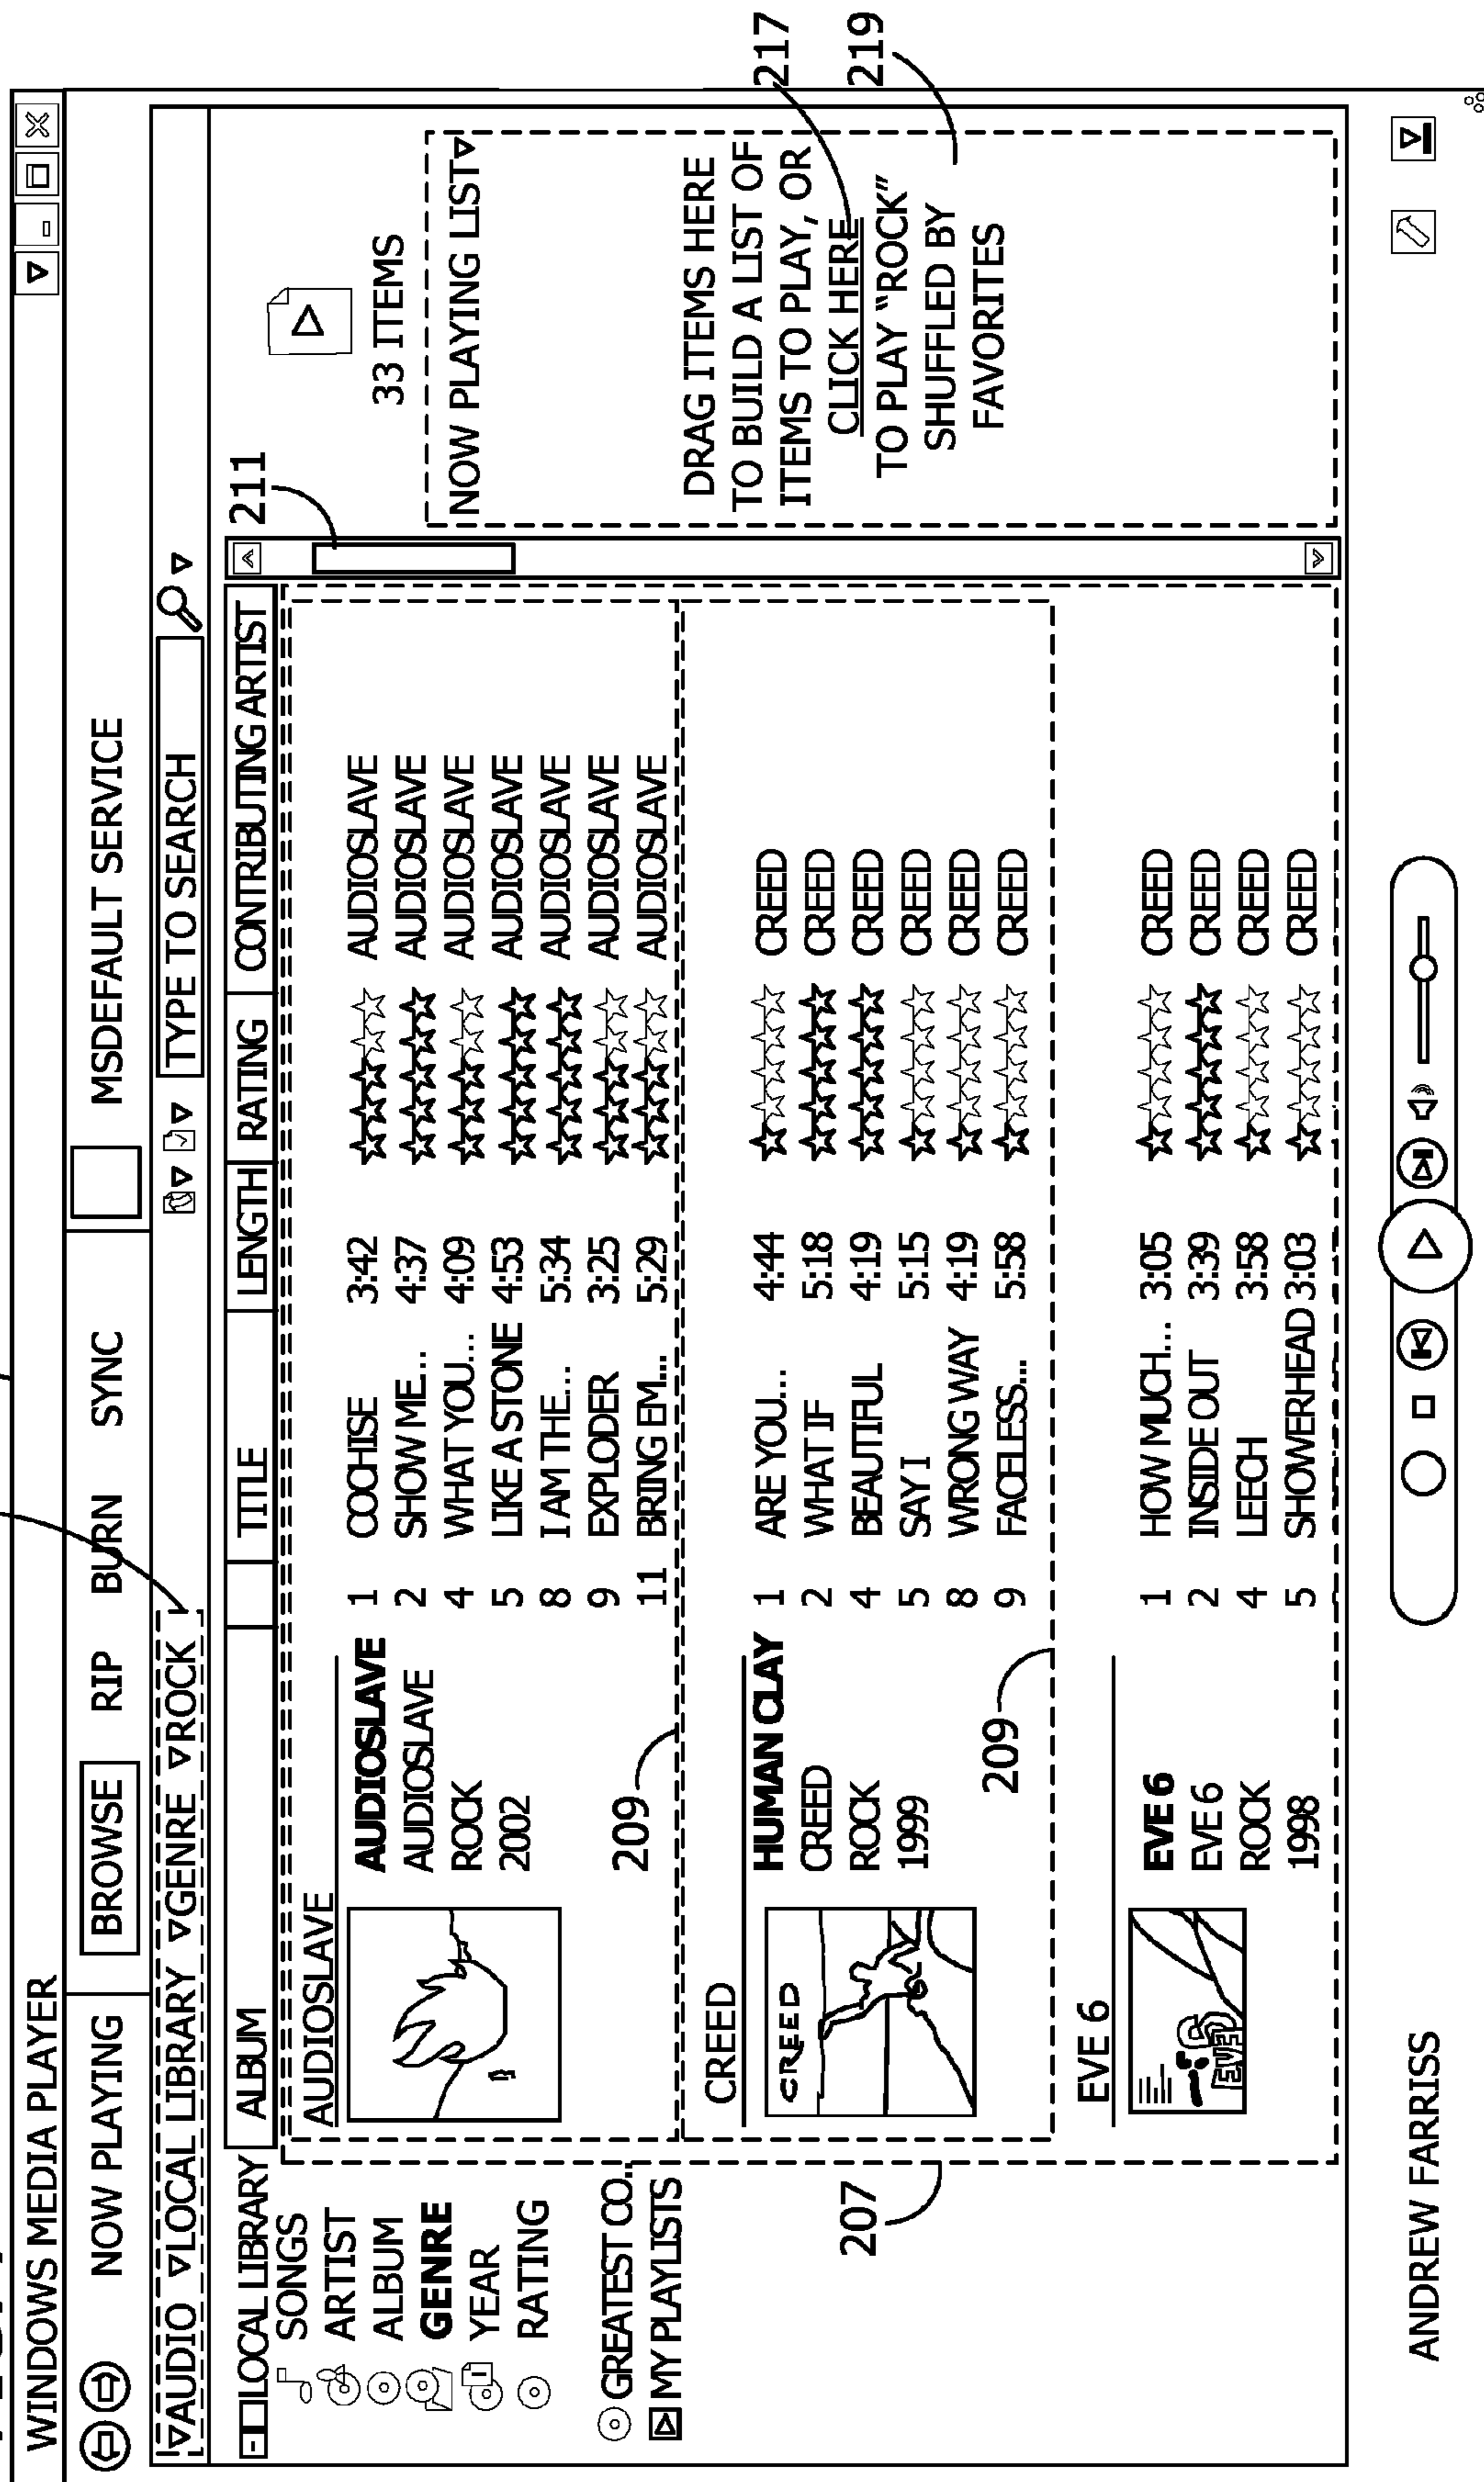 WINDOWS MEDIA PLAYER
NOW PLAYING BROWSE RIP BURN SYNC MSDEFAULT SERVICE
AUDIO LOCAL LIBRARY GENRE ROCK TYPE TO SEARCH
LOCAL LIBRARY
SONGS
ARTIST
ALBUM
GENRE
YEAR
RATING
GREATEST CO..
MY PLAYLISTS
207
ALBUM TITLE LENGTH RATING CONTRIBUTING ARTIST
AUDIOSLAVE
AUDIOSLAVE
AUDIOSLAVE
ROCK
2002
209
1 COCHISE 3:42 AUDIOSLAVE
2 SHOW ME... 4:37 AUDIOSLAVE
4 WHAT YOU... 4:09 AUDIOSLAVE
5 LIKE A STONE 4:53 AUDIOSLAVE
8 I AM THE... 5:34 AUDIOSLAVE
9 EXPLODER 3:25 AUDIOSLAVE
11 BRING EM... 5:29 AUDIOSLAVE
CREED
CREED
HUMAN CLAY
CREED
ROCK
1999
209
1 ARE YOU... 4:44 CREED
2 WHAT IF 5:18 CREED
4 BEAUTIFUL 4:19 CREED
5 SAY I 5:15 CREED
8 WRONG WAY 4:19 CREED
9 FACELESS... 5:58 CREED
EVE 6
EVE6
EVE 6
EVE 6
ROCK
1998
1 HOW MUCH... 3:05 CREED
2 INSIDE OUT 3:39 CREED
4 LEECH 3:58 CREED
5 SHOWERHEAD 3:03 CREED
211
33 ITEMS
NOW PLAYING LIST
DRAG ITEMS HERE
TO BUILD A LIST OF
ITEMS TO PLAY, OR
CLICK HERE
TO PLAY “ROCK”
SHUFFLED BY
FAVORITES
217
219
ANDREW FARRISS